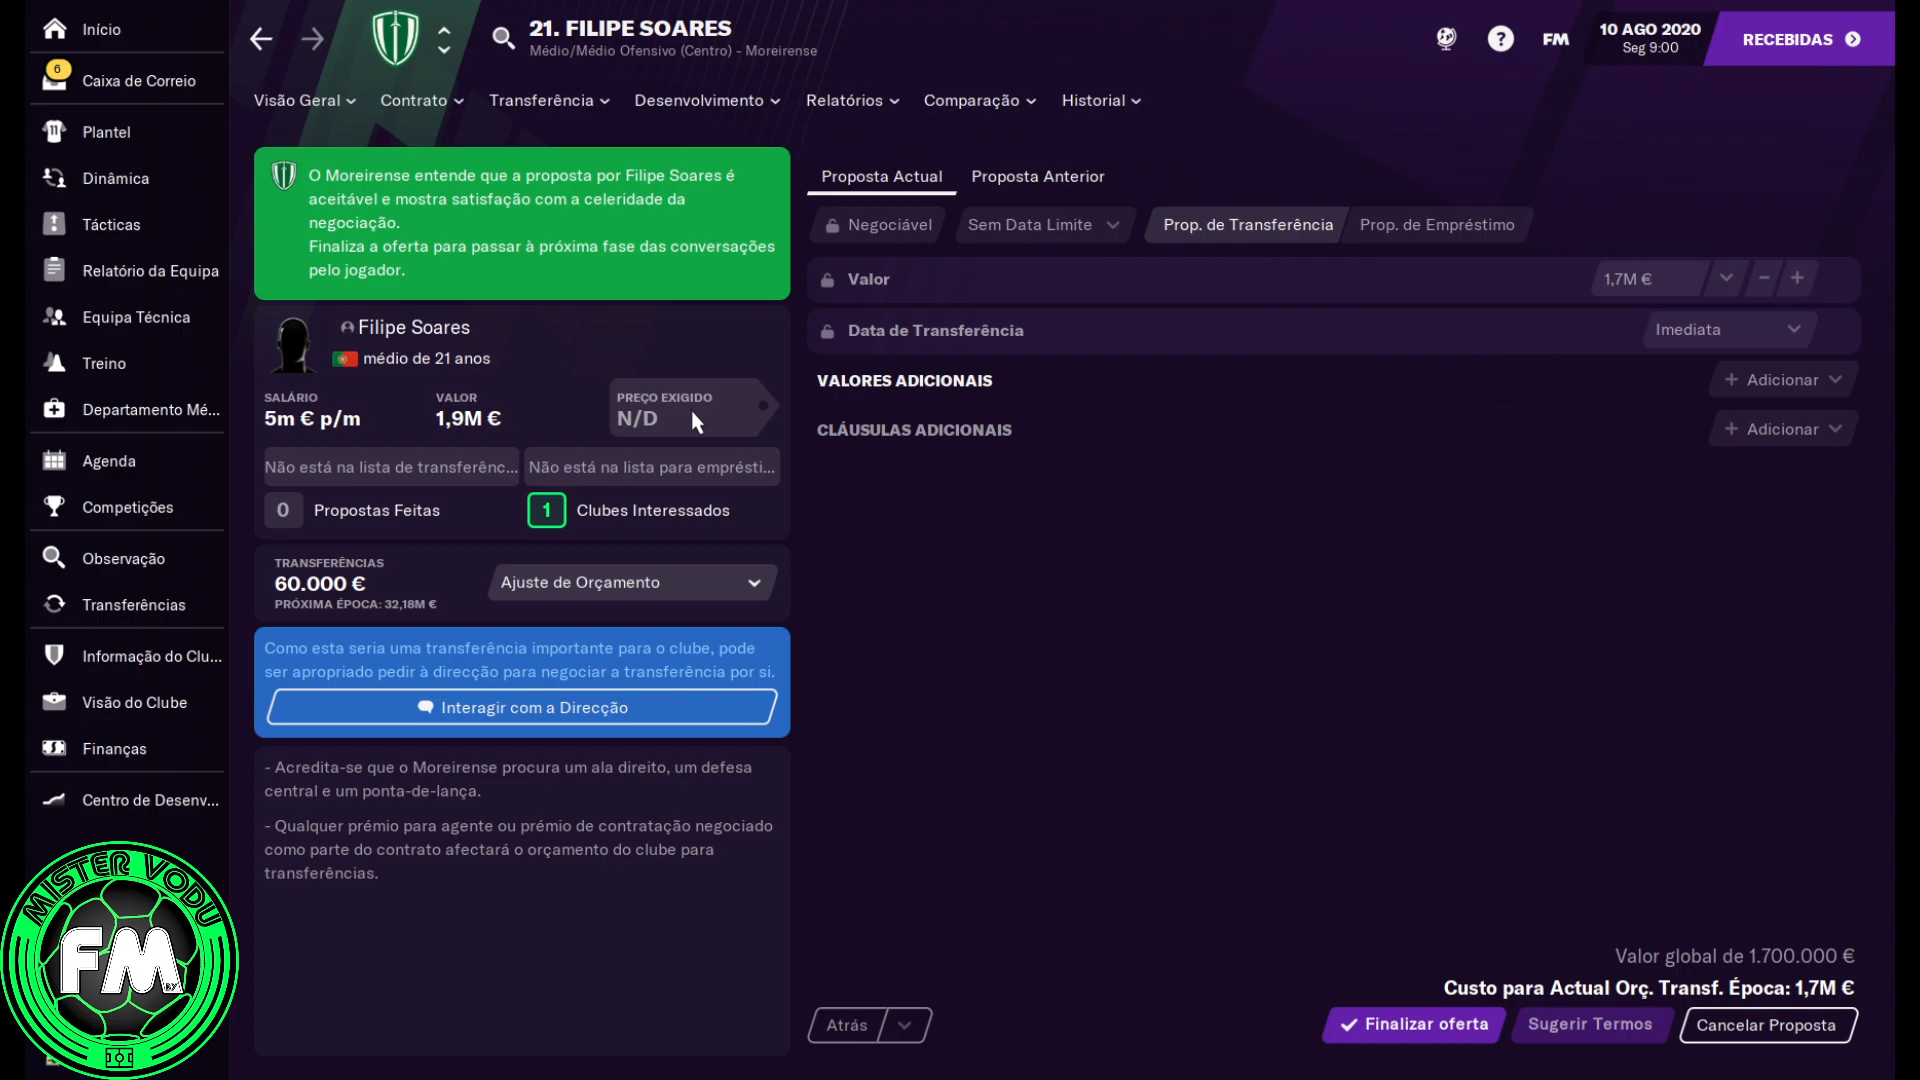 Início
6
Caixa de Correio
Plantel
Dinâmica
Tácticas
Relatório da Equipa
Equipa Técnica
Treino
Departamento Mé...
Agenda
Competições
Observação
Transferências
Informação do Clu...
Visão do Clube
Finanças
Centro de Desenv...
MISTER VODU
FM
BY
21. FILIPE SOARES
Médio/Médio Ofensivo (Centro) - Moreirense
?
FM
10 AGO 2020
Seg 9:00
RECEBIDAS
Visão Geral
Contrato
Transferência
Desenvolvimento
Relatórios
Comparação
Historial
O Moreirense entende que a proposta por Filipe Soares é
aceitável e mostra satisfação com a celeridade da
negociação.
Finaliza a oferta para passar à próxima fase das conversações
pelo jogador.
Filipe Soares
médio de 21 anos
SALÁRIO
5m € p/m
VALOR
1,9M €
PREÇO EXIGIDO
N/D
Não está na lista de transferênc...
Não está na lista para emprésti...
0 Propostas Feitas
1 Clubes Interessados
TRANSFERÊNCIAS
60.000 €
PRÓXIMA ÉPOCA: 32,18M €
Ajuste de Orçamento
Como esta seria uma transferência importante para o clube, pode
ser apropriado pedir à direcção para negociar a transferência por si.
Interagir com a Direcção
- Acredita-se que o Moreirense procura um ala direito, um defesa
central e um ponta-de-lança.
- Qualquer prémio para agente ou prémio de contratação negociado
como parte do contrato afectará o orçamento do clube para
transferências.
Proposta Actual
Proposta Anterior
Negociável
Sem Data Limite
Prop. de Transferência
Prop. de Empréstimo
Valor
1,7M €
Data de Transferência
Imediata
VALORES ADICIONAIS
+ Adicionar
CLÁUSULAS ADICIONAIS
+ Adicionar
Valor global de 1.700.000 €
Custo para Actual Orç. Transf. Época: 1,7M €
Atrás
Finalizar oferta
Sugerir Termos
Cancelar Proposta